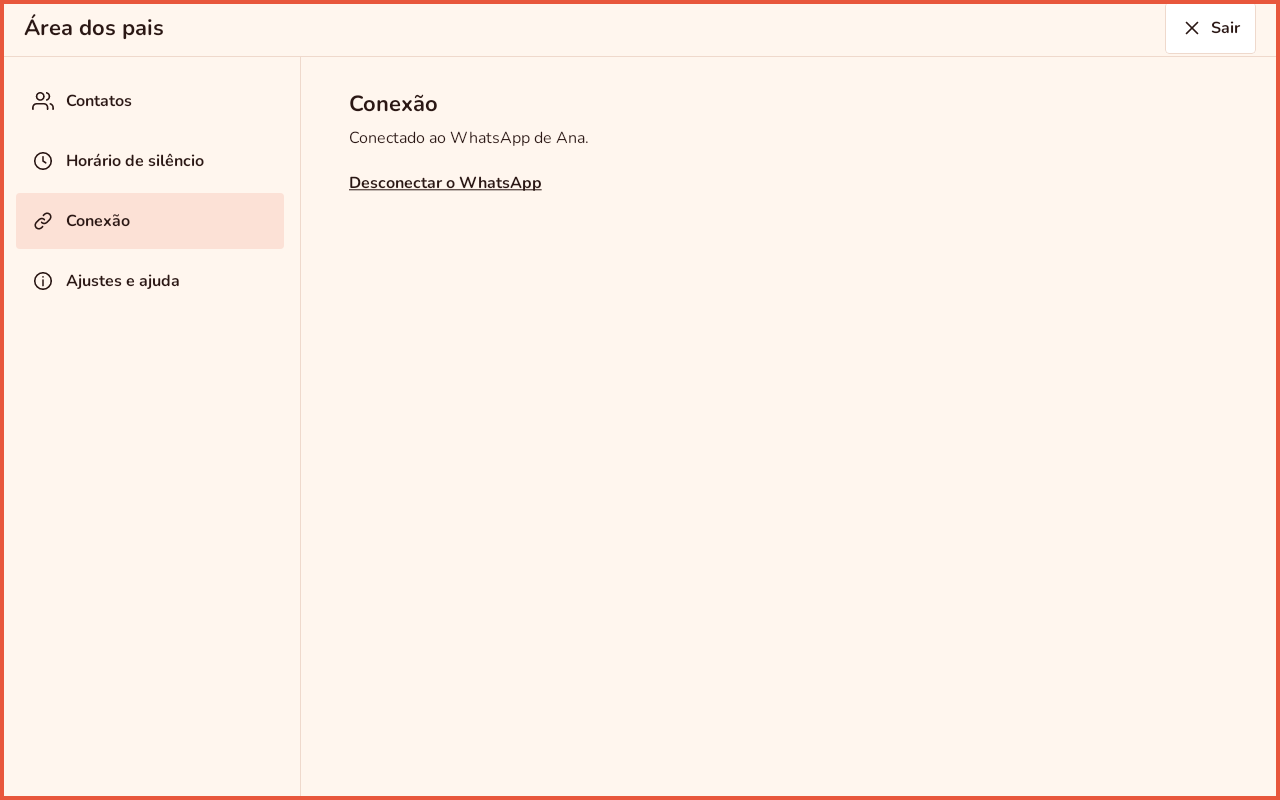 Área dos pais
Sair
Contatos
Horário de silêncio
Conexão
Ajustes e ajuda
Conexão
Conectado ao WhatsApp de Ana.
Desconectar o WhatsApp